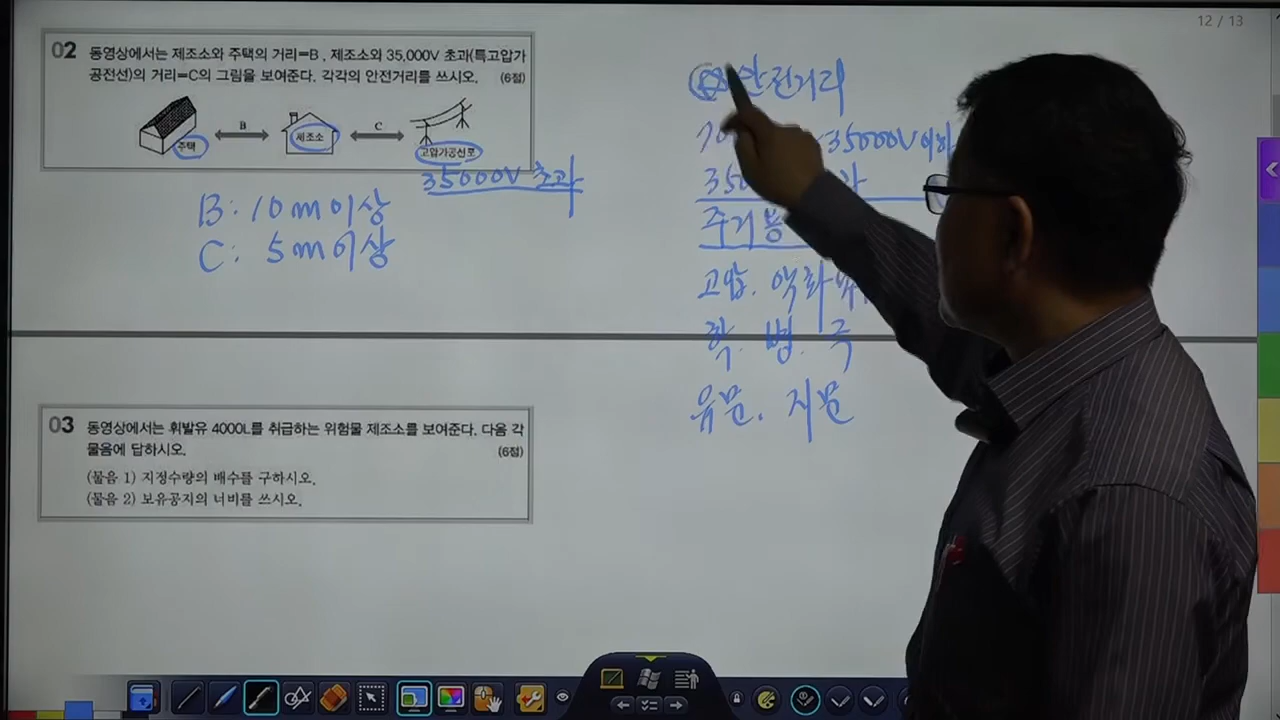 12 / 13
02 동영상에서는 제조소와 주택의 거리=B , 제조소와 35,000V 초과(특고압가
공전선)의 거리=C의 그림을 보여준다. 각각의 안전거리를 쓰시오. (6점)
주택 B 제조소 C 고압가공선로
35000V 초과
B : 10m 이상
C : 5m 이상
안전거리
35000V 이하
주거용
고압. 액화
학. 병. 극
유문. 지문
03 동영상에서는 휘발유 4000L를 취급하는 위험물 제조소를 보여준다. 다음 각
물음에 답하시오. (6점)
(물음 1) 지정수량의 배수를 구하시오.
(물음 2) 보유공지의 너비를 쓰시오.